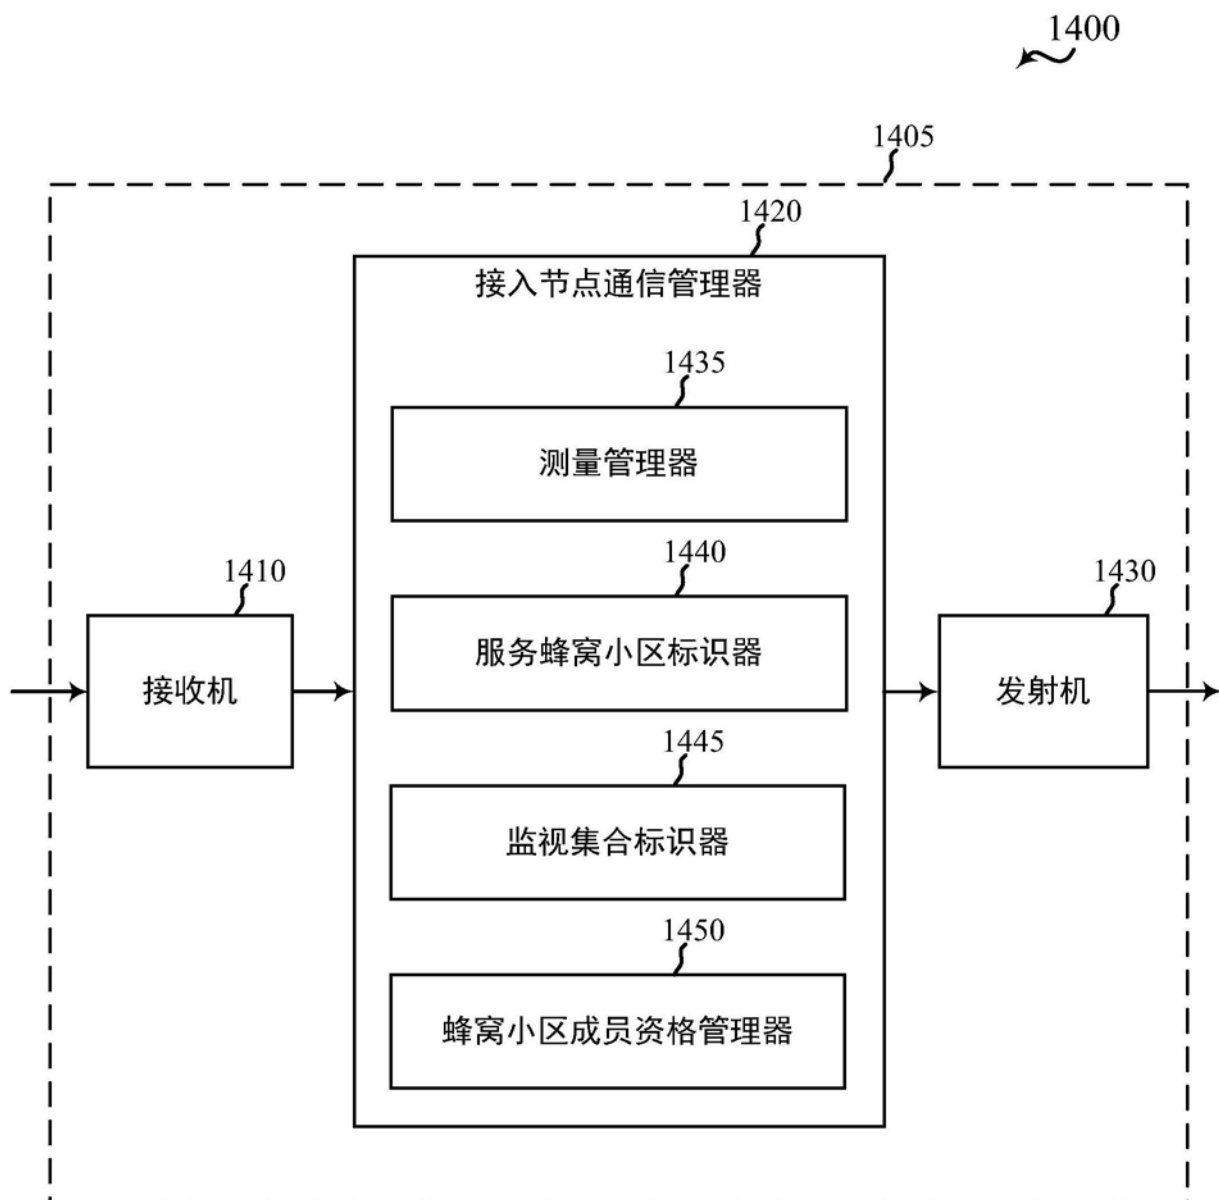 1400
1405
1420
接入节点通信管理器
1435
测量管理器
1440
服务蜂窝小区标识器
1410
接收机
1430
发射机
1445
监视集合标识器
1450
蜂窝小区成员资格管理器